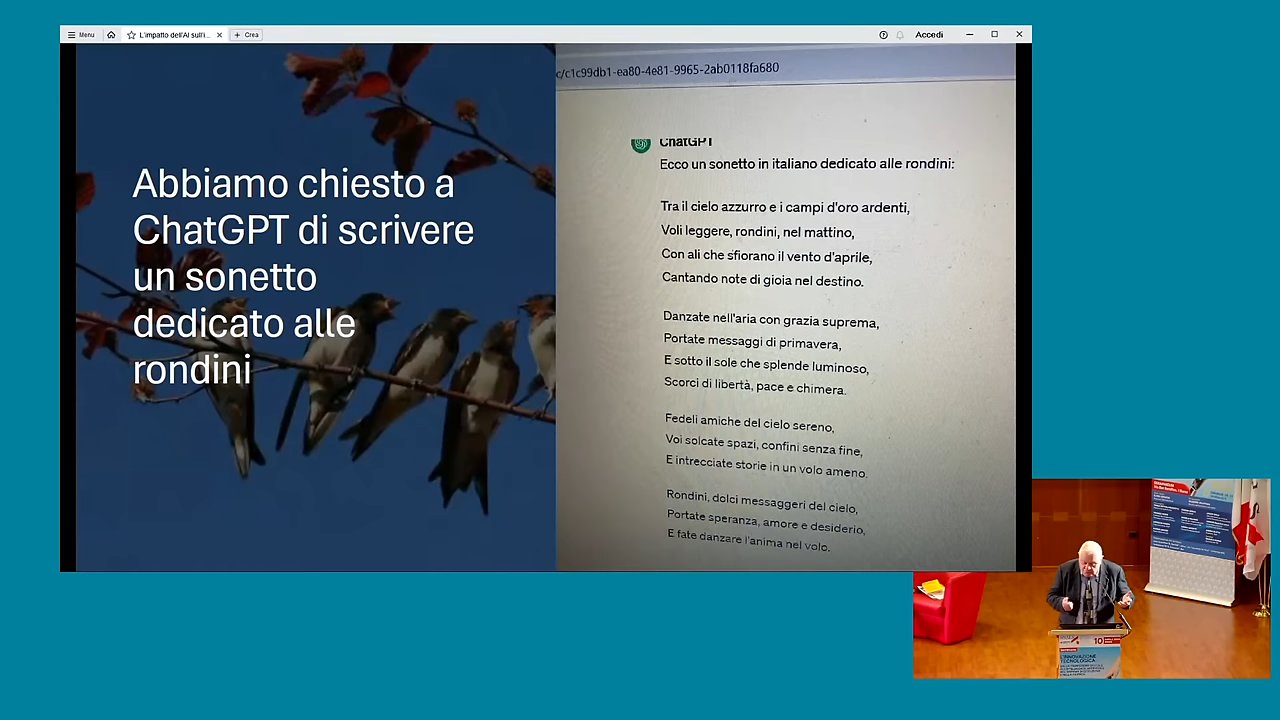 Menu
L'impatto dell'AI sull'i...
Crea
Accedi
Abbiamo chiesto a
ChatGPT di scrivere
un sonetto
dedicato alle
rondini
c/c1c99db1-ea80-4e81-9965-2ab0118fa680
ChatGPT
Ecco un sonetto in italiano dedicato alle rondini:
Tra il cielo azzurro e i campi d'oro ardenti,
Voli leggere, rondini, nel mattino,
Con ali che sfiorano il vento d'aprile,
Cantando note di gioia nel destino.
Danzate nell'aria con grazia suprema,
Portate messaggi di primavera,
E sotto il sole che splende luminoso,
Scorci di libertà, pace e chimera.
Fedeli amiche del cielo sereno,
Voi solcate spazi, confini senza fine,
E intrecciate storie in un volo ameno.
Rondini, dolci messaggeri del cielo,
Portate speranza, amore e desiderio,
E fate danzare l'anima nel volo.
10
L'INNOVAZIONE
TECNOLOGICA